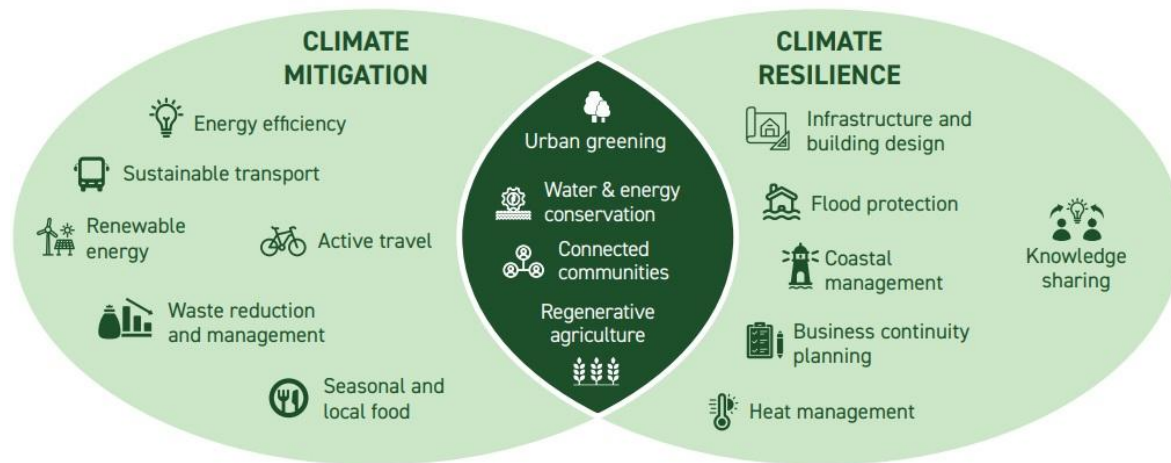 CLIMATE
MITIGATION
Energy efficiency
Sustainable transport
Renewable
energy
Active travel
Waste reduction
and management
Seasonal and
local food
Urban greening
Water & energy
conservation
Connected
communities
Regenerative
agriculture
CLIMATE
RESILIENCE
Infrastructure and
building design
Flood protection
Coastal
management
Knowledge
sharing
Business continuity
planning
Heat management